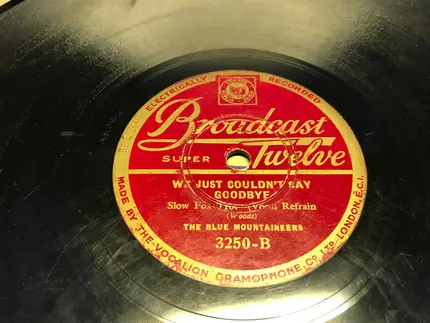 ELECTRICALLY RECORDED
Broadcast
SUPER Twelve
WE JUST COULDN'T SAY
GOODBYE
Slow Fox-Trot Vocal Refrain
(Woods)
THE BLUE MOUNTAINEERS
3250-B
MADE BY THE VOCALION GRAMOPHONE CO. LTD. LONDON, E.C.1.